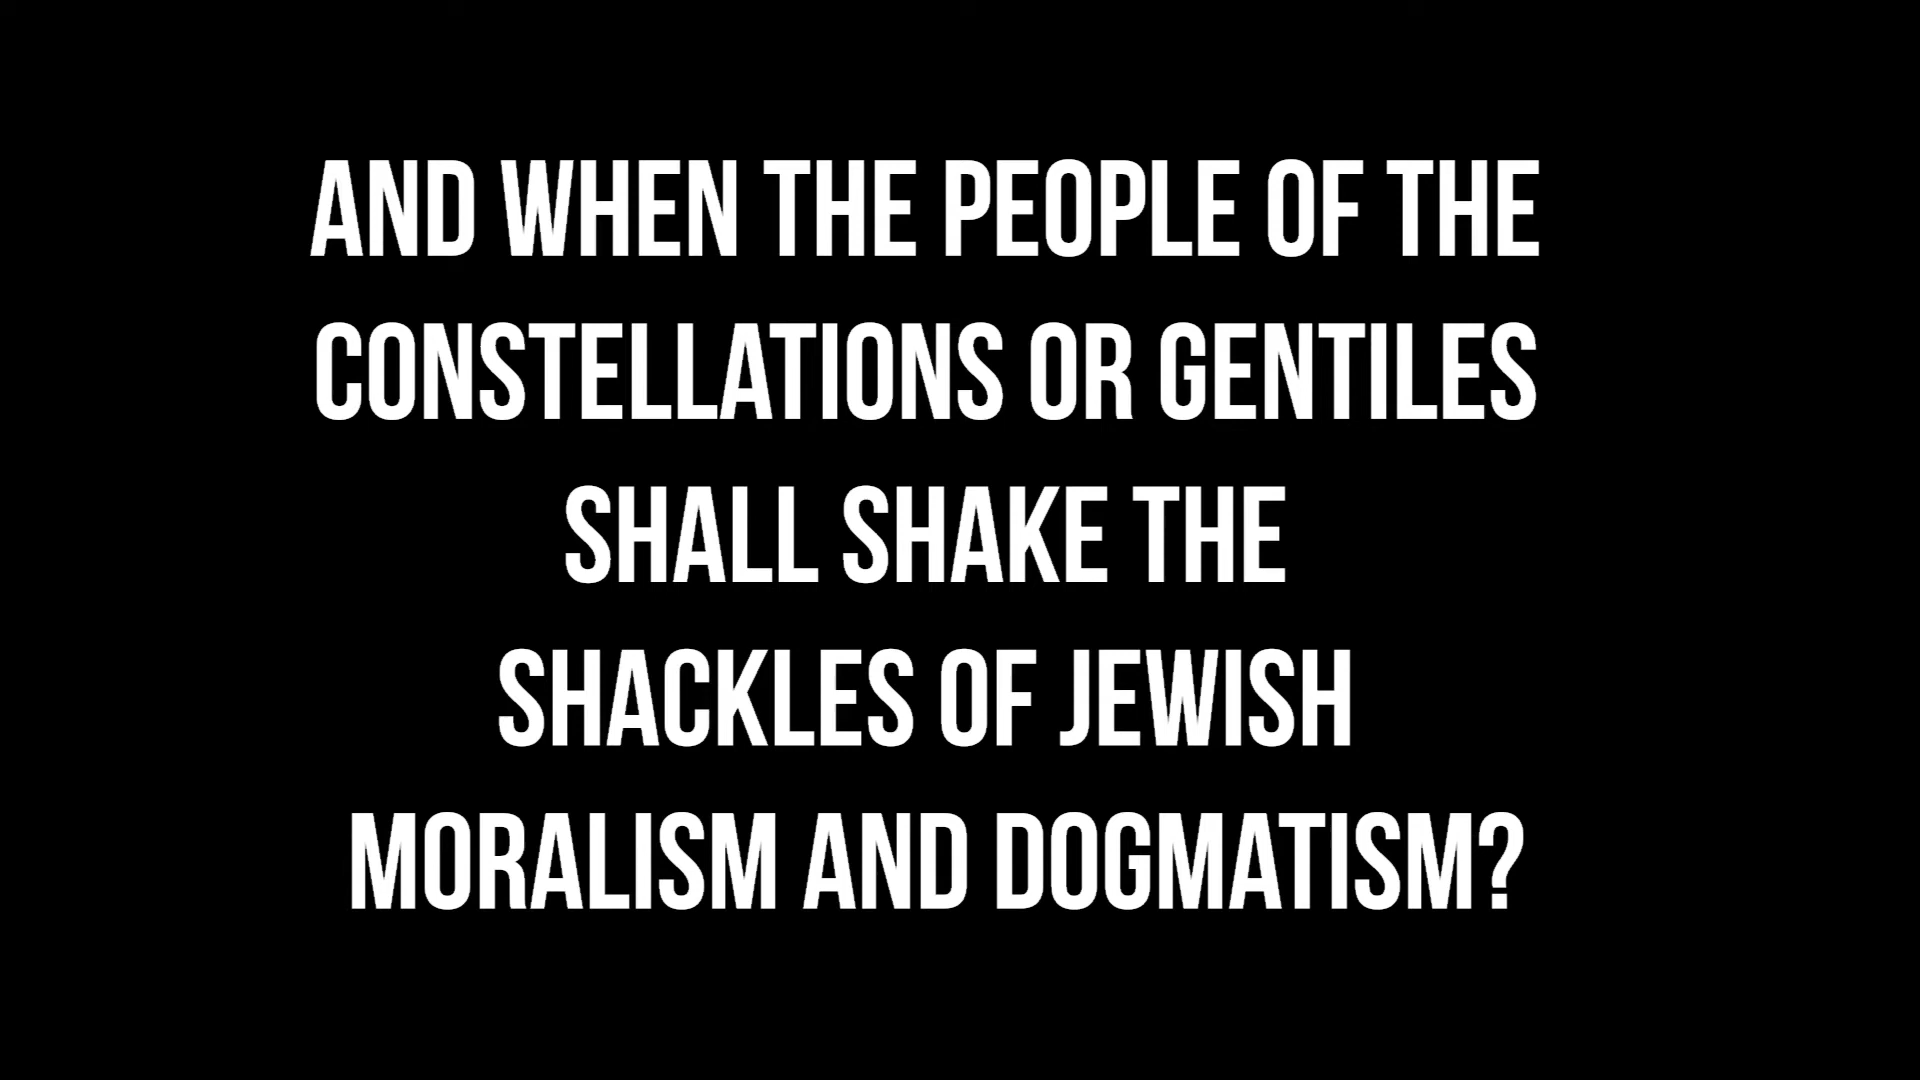 AND WHEN THE PEOPLE OF THE
CONSTELLATIONS OR GENTILES
SHALL SHAKE THE
SHACKLES OF JEWISH
MORALISM AND DOGMATISM?